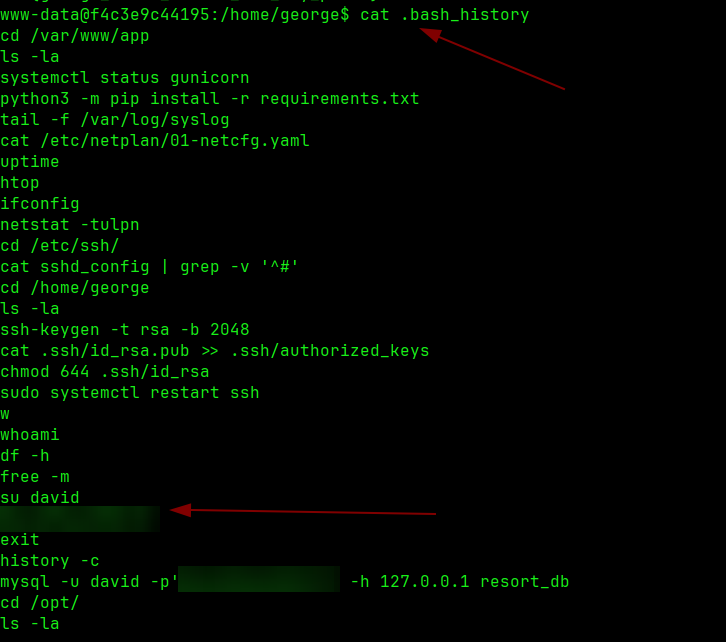 www-data@f4c3e9c44195:/home/george$ cat .bash_history
cd /var/www/app
ls -la
systemctl status gunicorn
python3 -m pip install -r requirements.txt
tail -f /var/log/syslog
cat /etc/netplan/01-netcfg.yaml
uptime
htop
ifconfig
netstat -tulpn
cd /etc/ssh/
cat sshd_config | grep -v '^#'
cd /home/george
ls -la
ssh-keygen -t rsa -b 2048
cat .ssh/id_rsa.pub >> .ssh/authorized_keys
chmod 644 .ssh/id_rsa
sudo systemctl restart ssh
w
whoami
df -h
free -m
su david
exit
history -c
mysql -u david -p' -h 127.0.0.1 resort_db
cd /opt/
ls -la